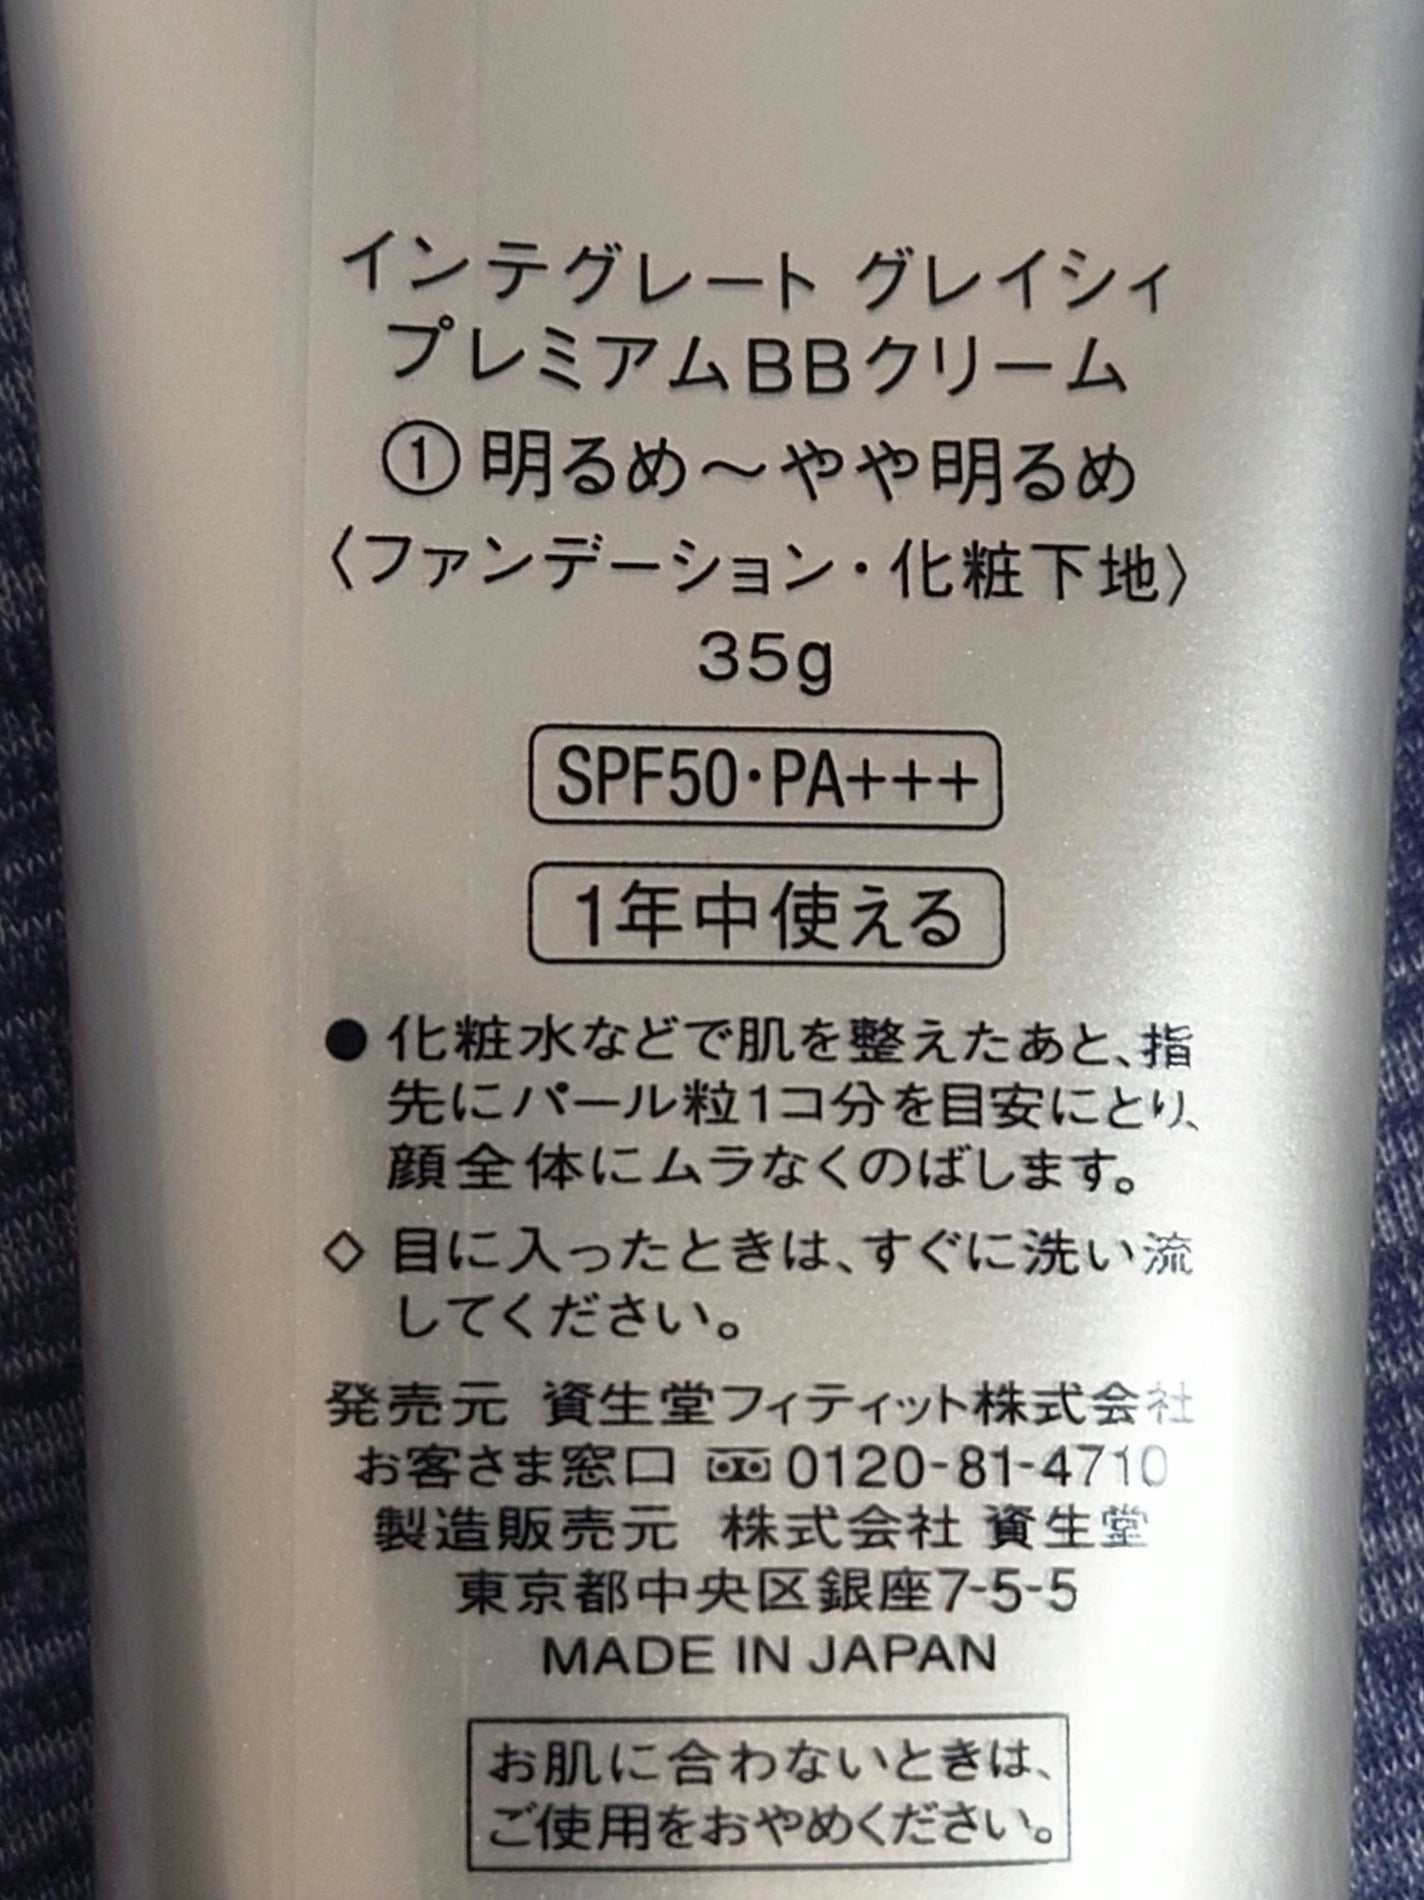 インテグレート グレイシィ
プレミアムBBクリーム
①明るめ～やや明るめ
〈ファンデーション・化粧下地〉
35g
SPF50・PA+++
1年中使える
● 化粧水などで肌を整えたあと、指
先にパール粒1コ分を目安にとり、
顔全体にムラなくのばします。
◇ 目に入ったときは、すぐに洗い流
してください。
発売元 資生堂フィティット株式会社
お客さま窓口 0120-81-4710
製造販売元 株式会社 資生堂
東京都中央区銀座7-5-5
MADE IN JAPAN
お肌に合わないときは、
ご使用をおやめください。